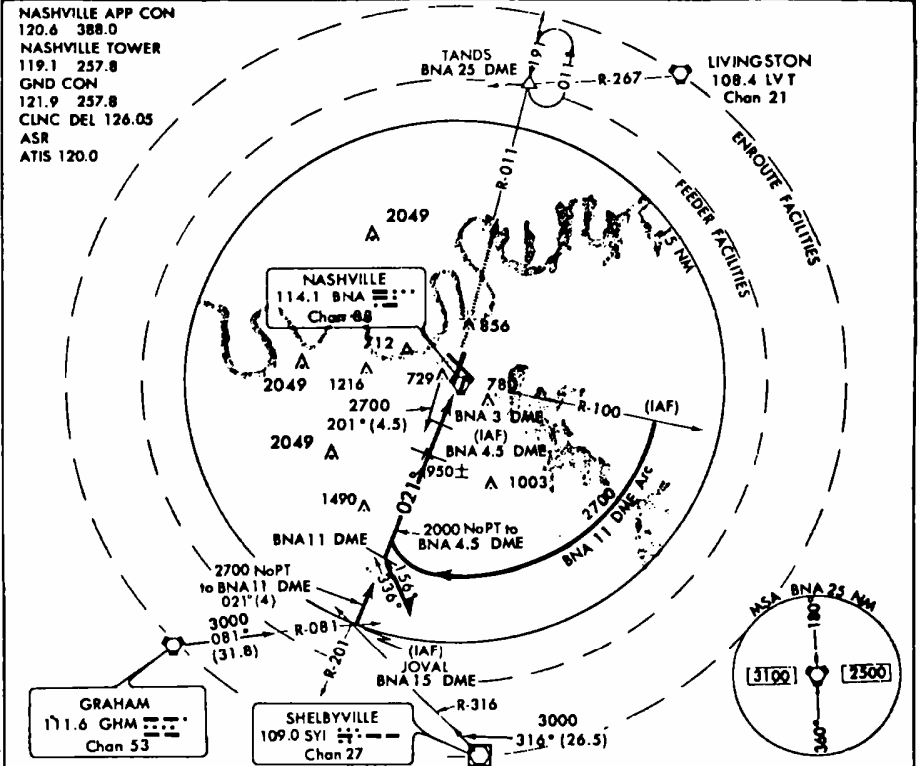 NASHVILLE APP CON
120.6 388.0
NASHVILLE TOWER
119.1 257.8
GND CON
121.9 257.8
CLNC DEL 126.05
ASR
ATIS 120.0
TANDS
BNA 25 DME
191
011
R-267
LIVINGSTON
108.4 LVT
Chan 21
R-011
ENROUTE FACILITIES
FEEDER FACILITIES
15 NM
2049
NASHVILLE
114.1 BNA
Chan 88
856
712
2049
1216
729
780
2700
201° (4.5)
BNA 3 DME
R-100
(IAF)
(IAF)
BNA 4.5 DME
2049
950±
1003
1490
021°
2700
BNA 11 DME Arc
BNA 11 DME
2000 NoPT to
BNA 4.5 DME
156°
336°
2700 NoPT
to BNA 11 DME
021° (4)
3000
081°
(31.8)
R-081
R-201
(IAF)
JOVAL
BNA 15 DME
R-316
GRAHAM
111.6 GHM
Chan 53
SHELBYVILLE
109.0 SYI
Chan 27
3000
316° (26.5)
MSA BNA 25 NM
180°
3100
2500
360°